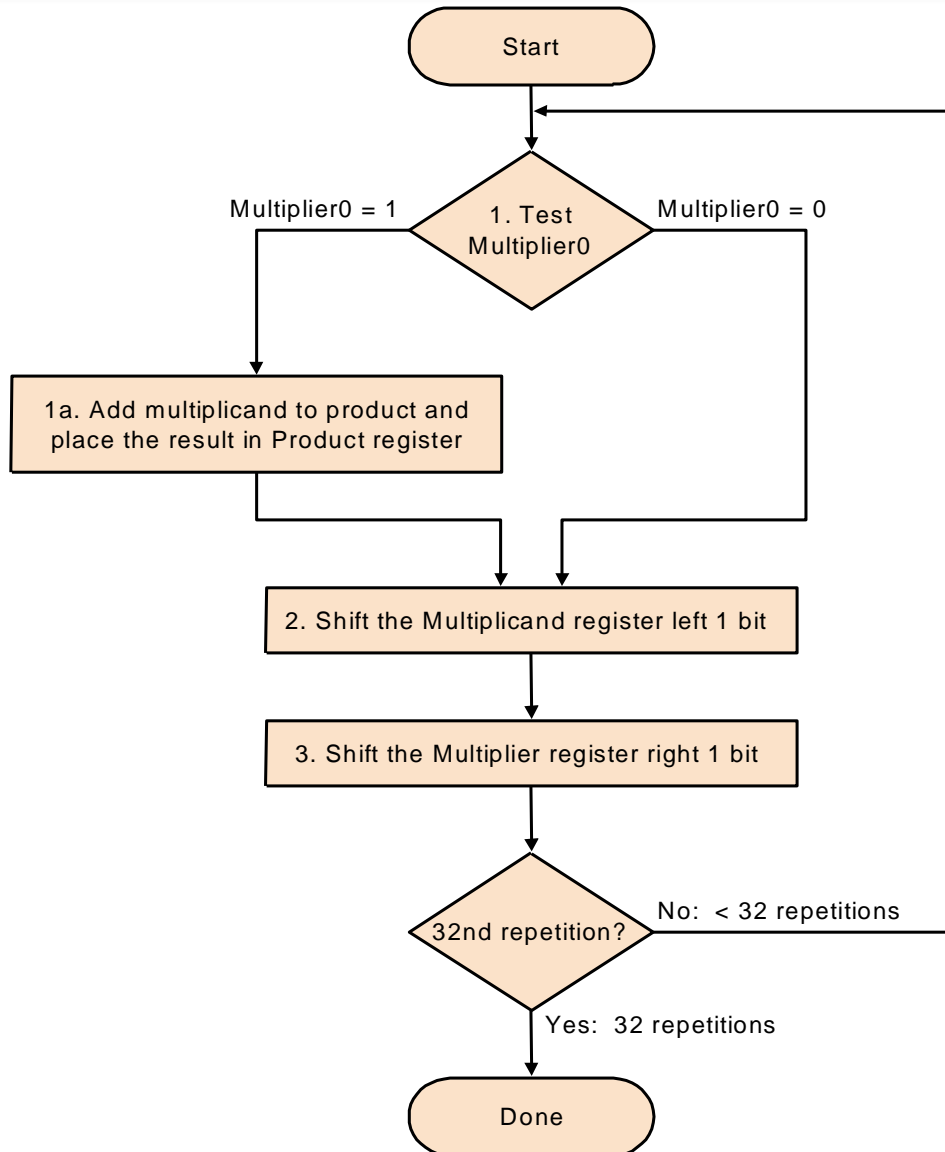 Start
Multiplier0 = 1
1. Test
Multiplier0
Multiplier0 = 0
1a. Add multiplicand to product and
place the result in Product register
2. Shift the Multiplicand register left 1 bit
3. Shift the Multiplier register right 1 bit
32nd repetition?
No:  < 32 repetitions
Yes:  32 repetitions
Done